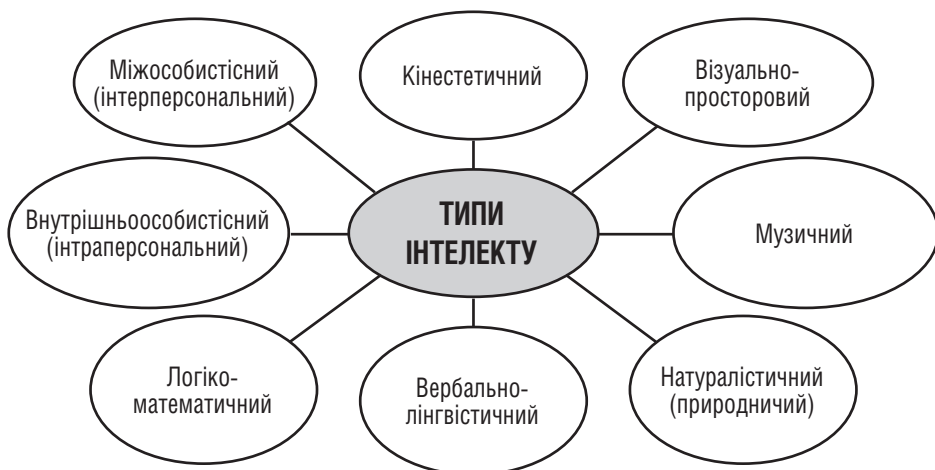 Міжособистісний
(інтерперсональний)
Кінестетичний
Візуально-
просторовий
Внутрішньоособистісний
(інтраперсональний)
ТИПИ
ІНТЕЛЕКТУ
Музичний
Логіко-
математичний
Вербально-
лінгвістичний
Натуралістичний
(природничий)